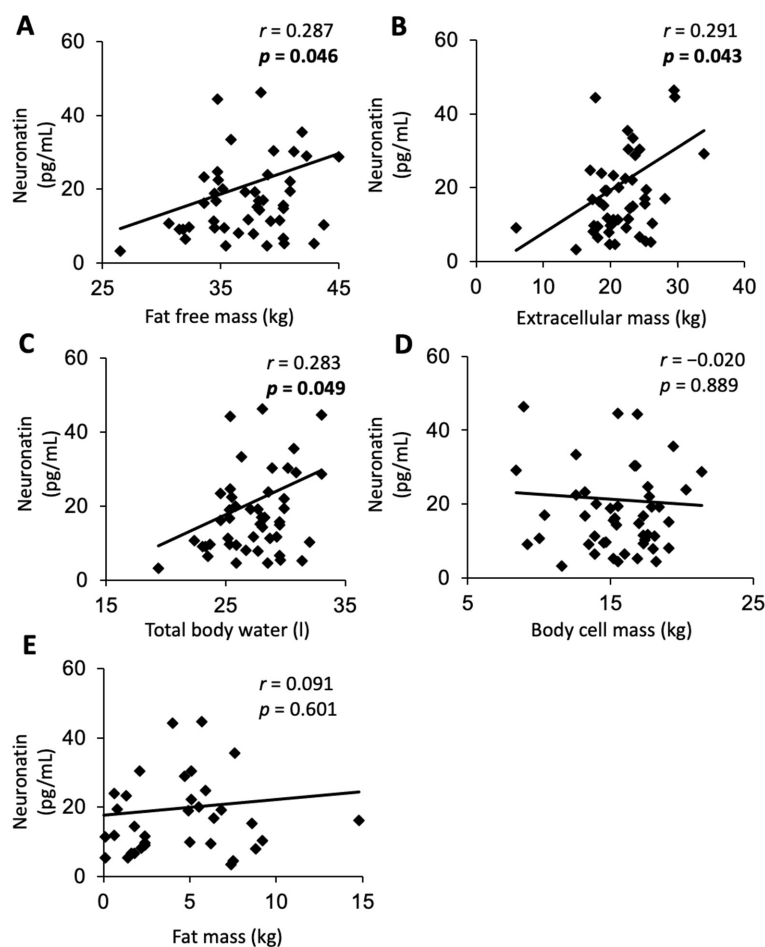 A
r = 0.287
p = 0.046
Neuronatin
(pg/mL)
60
40
20
0
25
35
45
Fat free mass (kg)
B
r = 0.291
p = 0.043
Neuronatin
(pg/mL)
60
40
20
0
0
10
20
30
40
Extracellular mass (kg)
C
r = 0.283
p = 0.049
Neuronatin
(pg/mL)
60
40
20
0
15
25
35
Total body water (l)
D
r = −0.020
p = 0.889
Neuronatin
(pg/mL)
60
40
20
0
5
15
25
Body cell mass (kg)
E
r = 0.091
p = 0.601
Neuronatin
(pg/mL)
60
40
20
0
0
5
10
15
Fat mass (kg)